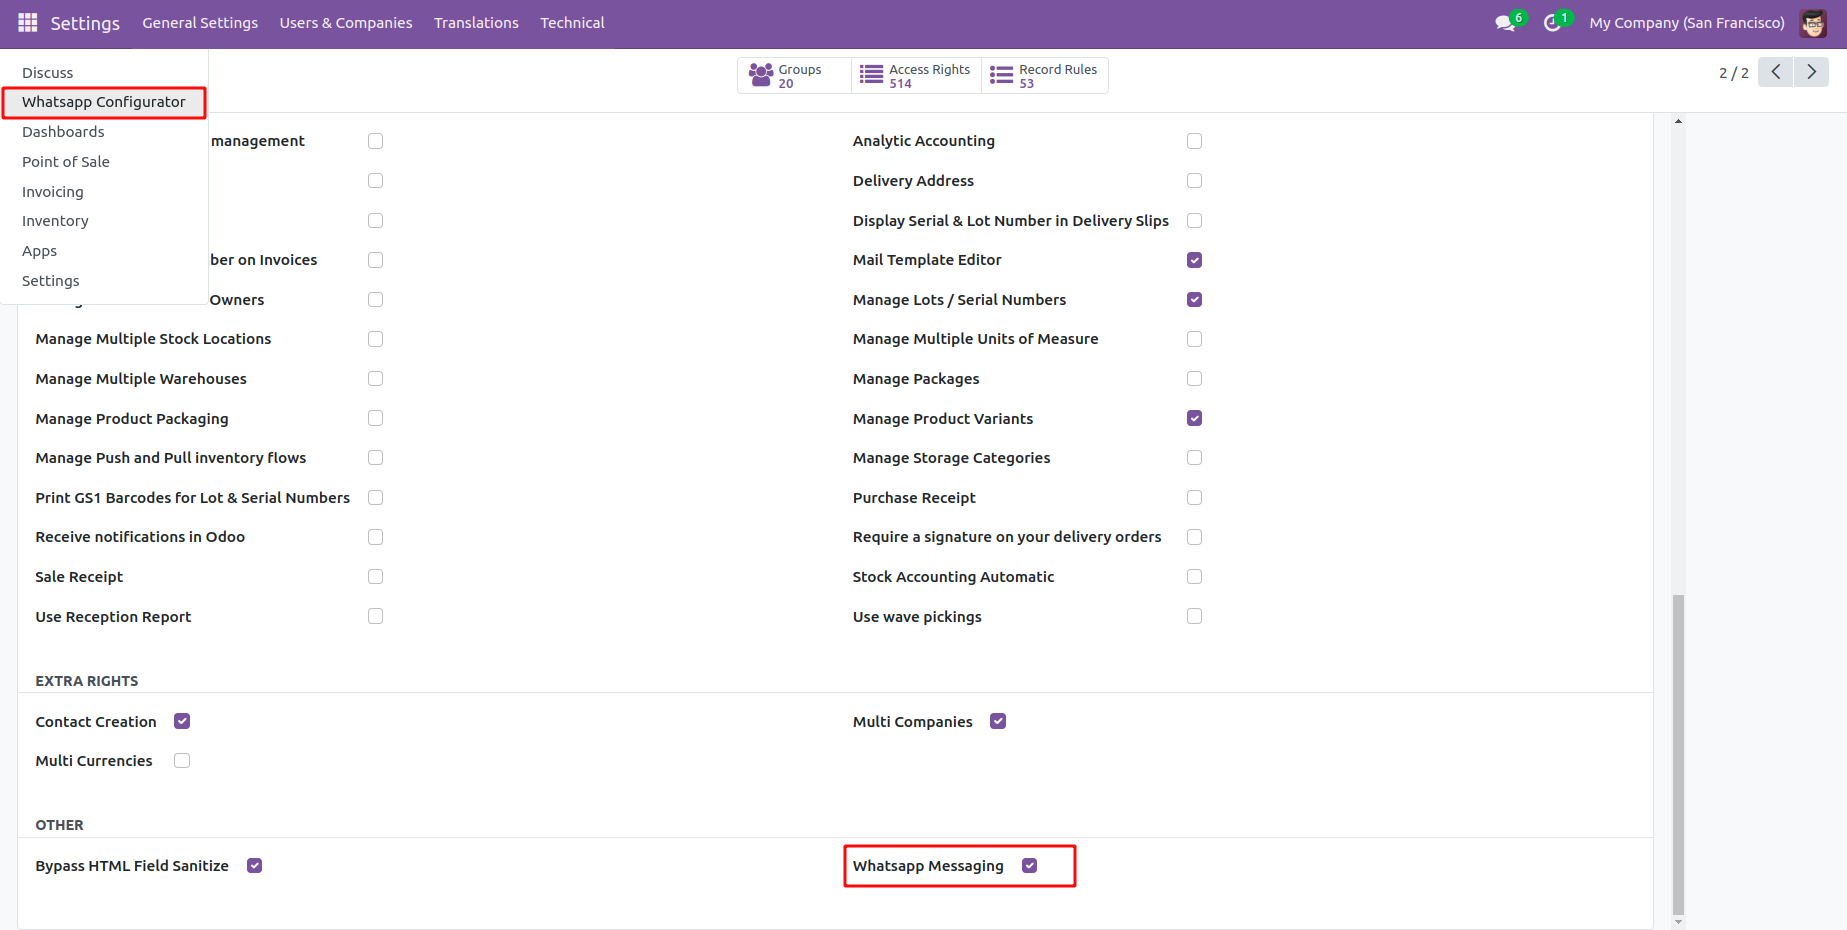 Settings General Settings Users & Companies Translations Technical 6 1 My Company (San Francisco)
Discuss
Whatsapp Configurator
Dashboards
Point of Sale
Invoicing
Inventory
Apps
Settings
Groups
20
Access Rights
514
Record Rules
53
2 / 2
management Analytic Accounting
Delivery Address
Display Serial & Lot Number in Delivery Slips
ber on Invoices Mail Template Editor
Owners Manage Lots / Serial Numbers
Manage Multiple Stock Locations Manage Multiple Units of Measure
Manage Multiple Warehouses Manage Packages
Manage Product Packaging Manage Product Variants
Manage Push and Pull inventory flows Manage Storage Categories
Print GS1 Barcodes for Lot & Serial Numbers Purchase Receipt
Receive notifications in Odoo Require a signature on your delivery orders
Sale Receipt Stock Accounting Automatic
Use Reception Report Use wave pickings
EXTRA RIGHTS
Contact Creation Multi Companies
Multi Currencies
OTHER
Bypass HTML Field Sanitize Whatsapp Messaging